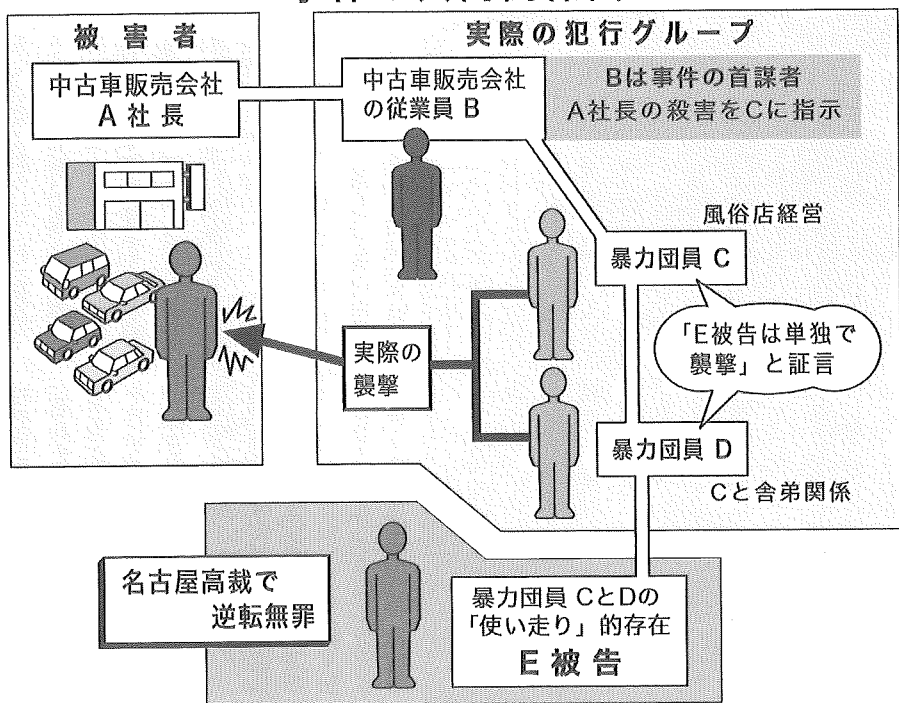 被害者
中古車販売会社
A 社長
実際の犯行グループ
中古車販売会社
の従業員 B
Bは事件の首謀者
A社長の殺害をCに指示
風俗店経営
暴力団員 C
「E被告は単独で
襲撃」と証言
実際の
襲撃
暴力団員 D
Cと舎弟関係
名古屋高裁で
逆転無罪
暴力団員 CとDの
「使い走り」的存在
E 被告